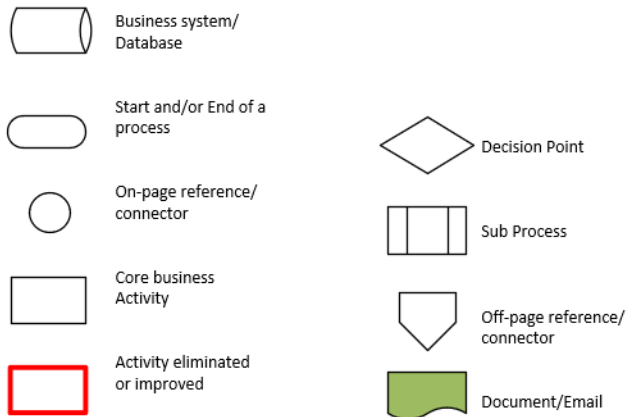 Business system/
Database
Start and/or End of a
process
On-page reference/
connector
Core business
Activity
Activity eliminated
or improved
Decision Point
Sub Process
Off-page reference/
connector
Document/Email